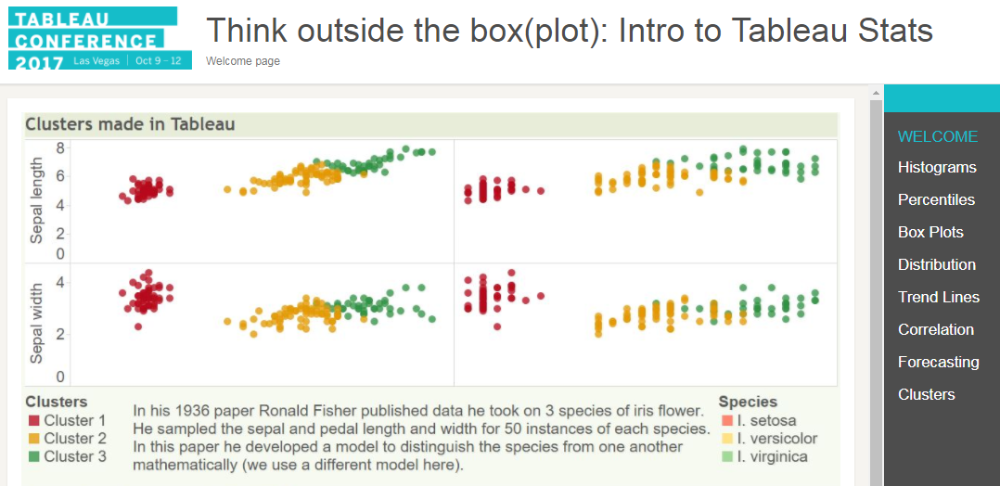 TABLEAU
CONFERENCE
2017 Las Vegas | Oct 9 – 12
Think outside the box(plot): Intro to Tableau Stats
Welcome page
WELCOME
Histograms
Percentiles
Box Plots
Distribution
Trend Lines
Correlation
Forecasting
Clusters
Clusters made in Tableau
Sepal length
8
6
4
2
0
Sepal width
4
2
0
Clusters
Cluster 1
Cluster 2
Cluster 3
In his 1936 paper Ronald Fisher published data he took on 3 species of iris flower.
He sampled the sepal and pedal length and width for 50 instances of each species.
In this paper he developed a model to distinguish the species from one another
mathematically (we use a different model here).
Species
I. setosa
I. versicolor
I. virginica